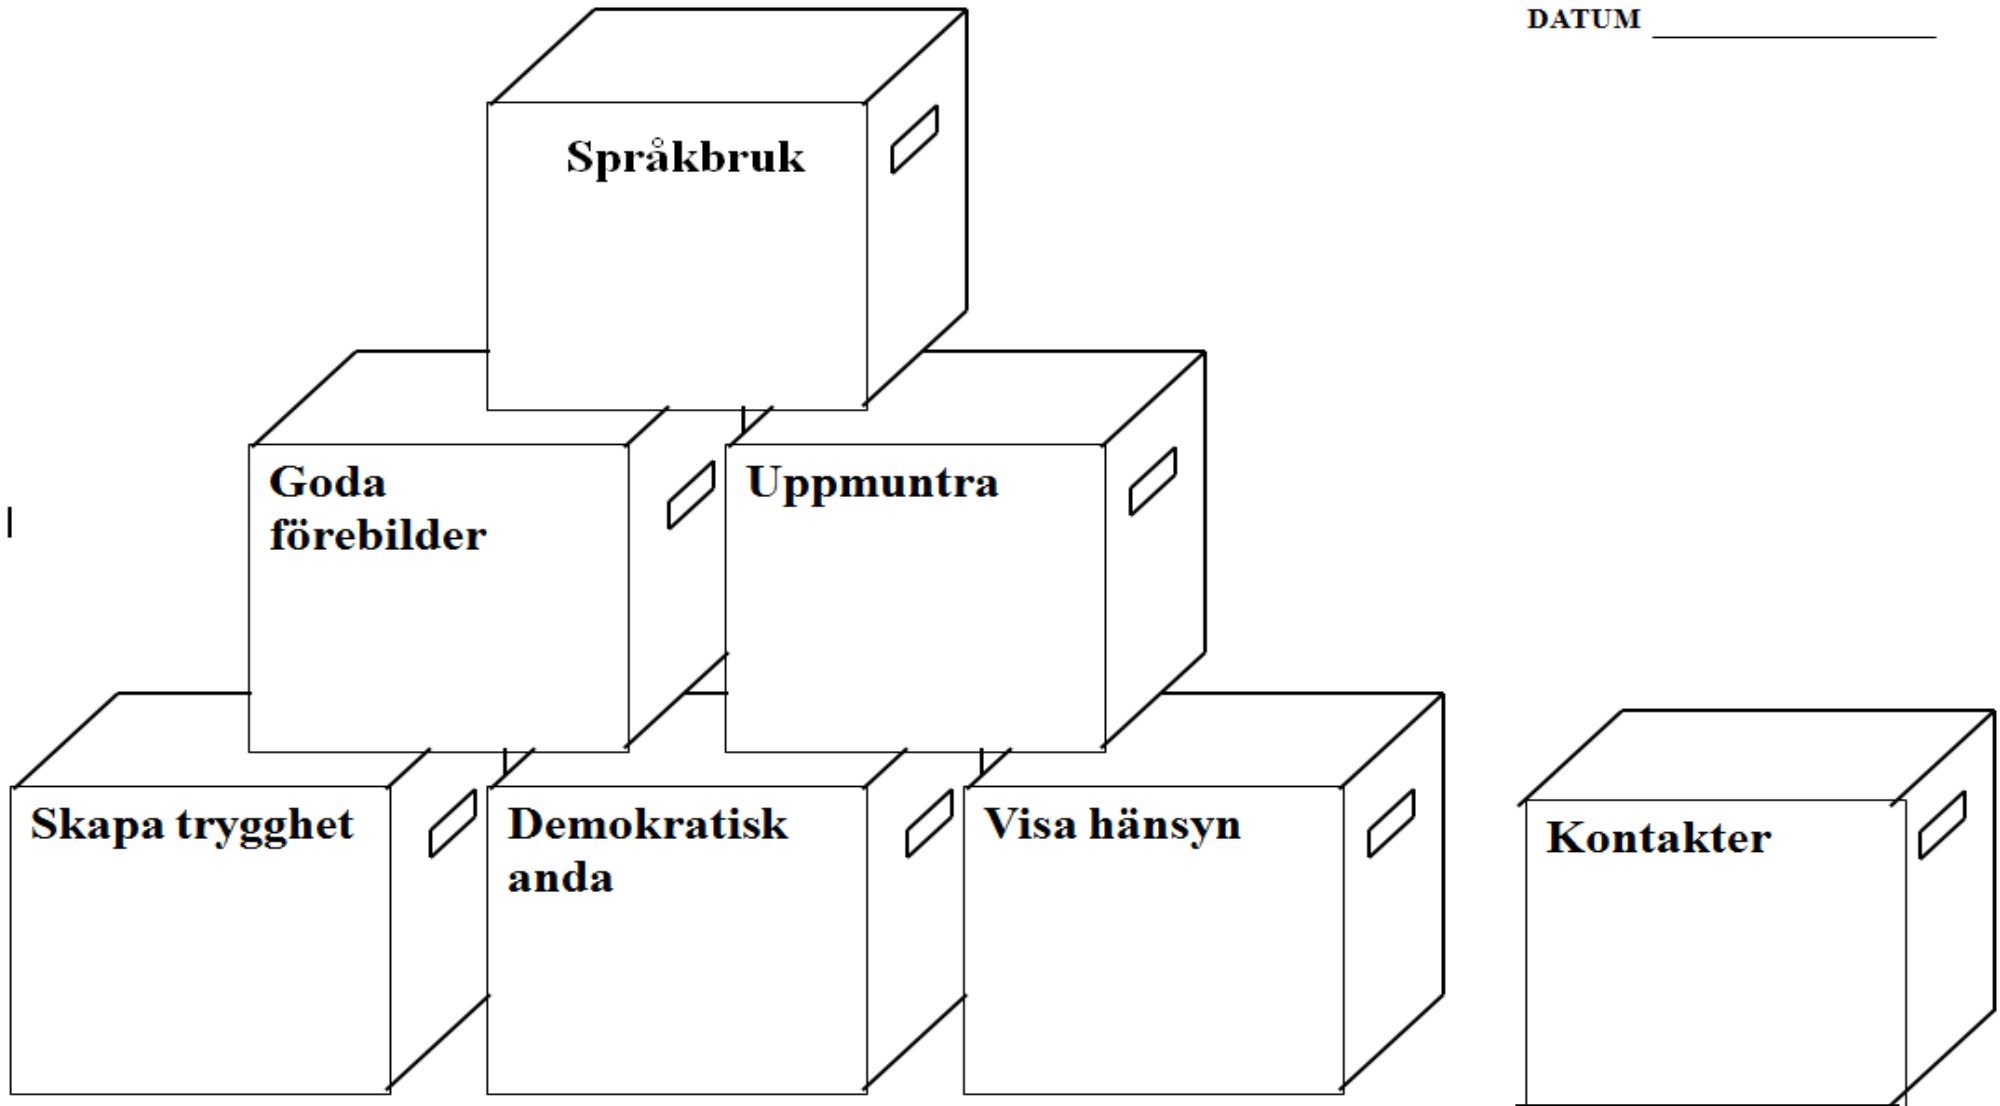 DATUM
Språkbruk
Goda
förebilder
Uppmuntra
Skapa trygghet
Demokratisk
anda
Visa hänsyn
Kontakter